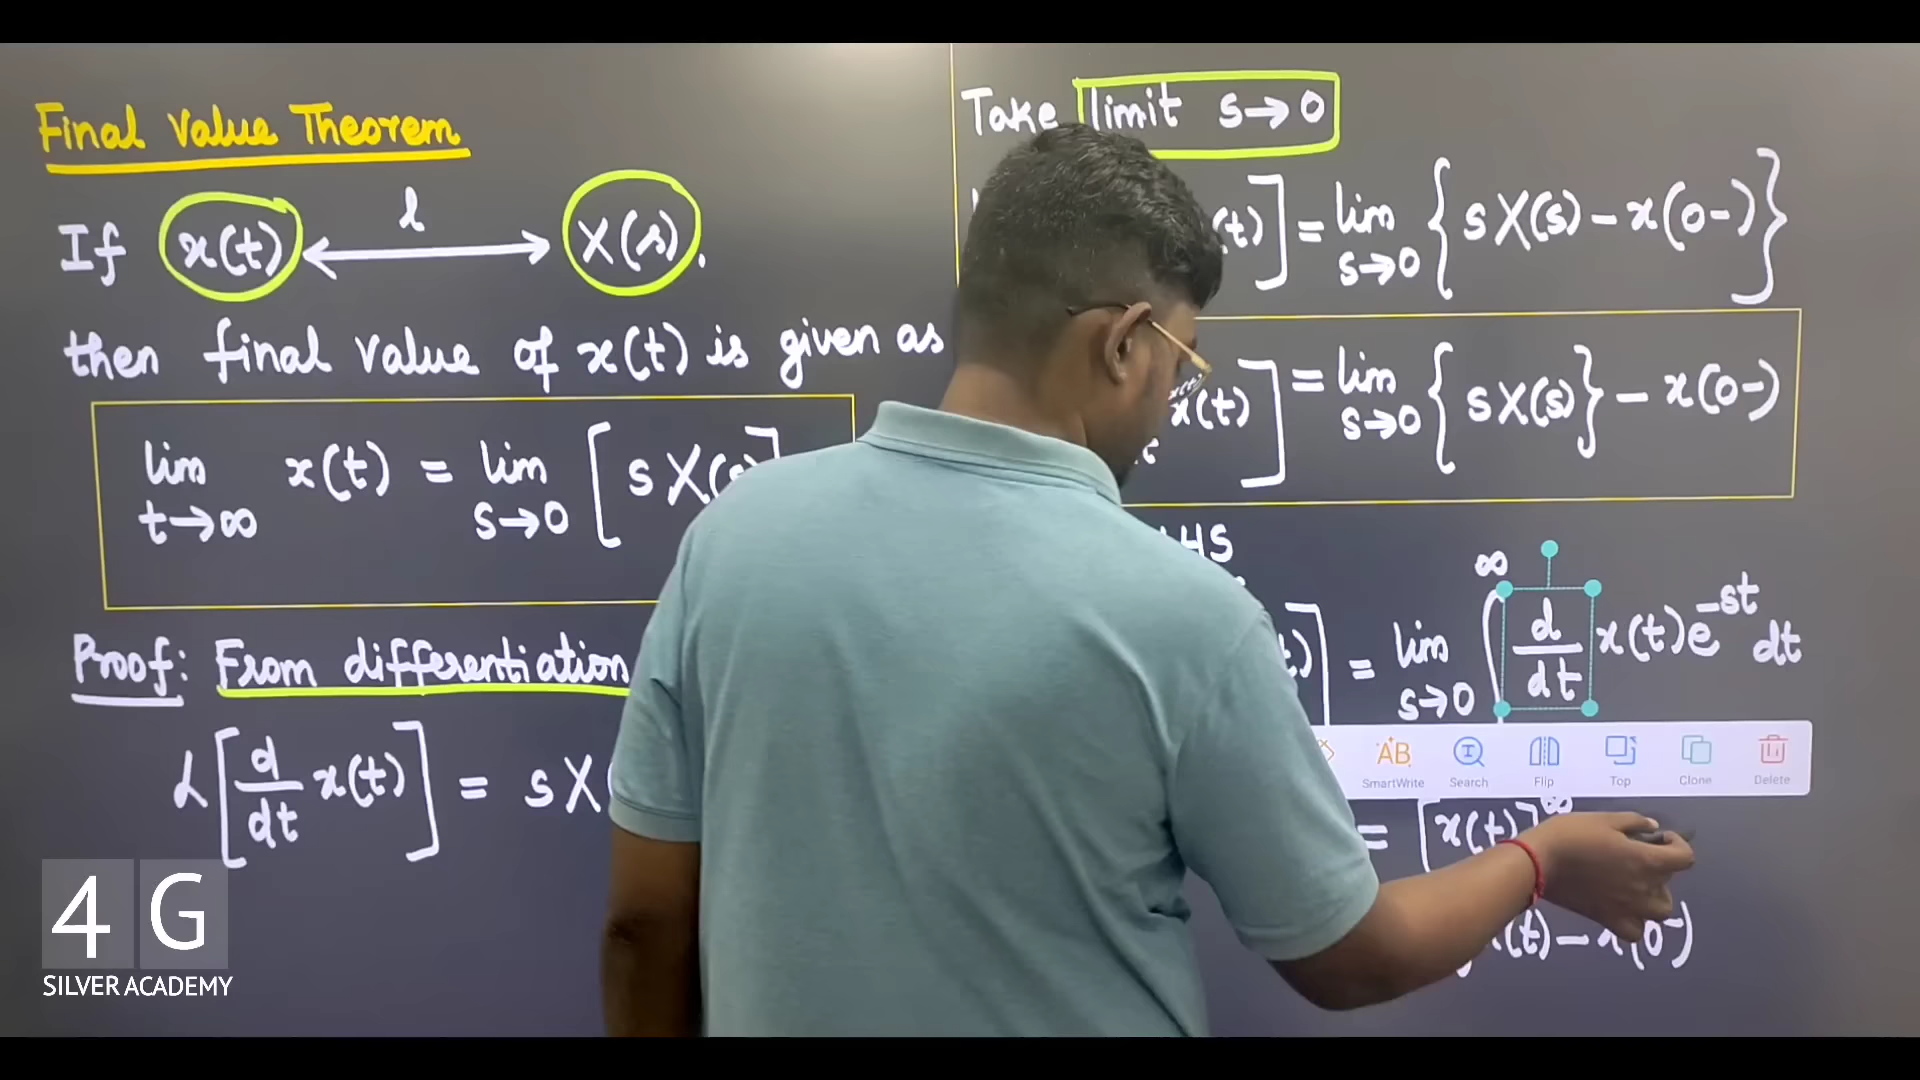 Final Value Theorem
If x(t) ⟷ X(s).
L
then final value of x(t) is given as
lim t→∞ x(t) = lim s→0 [ s X(s)
Proof: From differentiation
L[ d/dt x(t) ] = s X(
Take limit s→0
(t) ] = lim s→0 { s X(s) – x(0-) }
x(t) ] = lim s→0 { s X(s) } – x(0-)
LHS
t) ] = lim s→0 ∫ ∞ d/dt x(t) e^-st dt
SmartWrite Search Flip Top Clone Delete
= [ x(t) ] ∞
x(t) – x(0-)
4G
SILVER ACADEMY